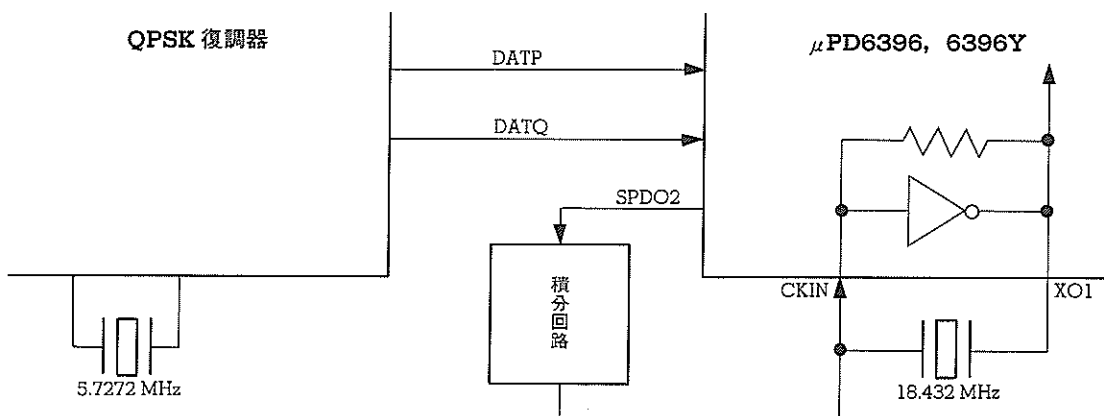 QPSK 復調器
μPD6396, 6396Y
DATP
DATQ
SPDO2
積分回路
CKIN
XO1
5.7272 MHz
18.432 MHz